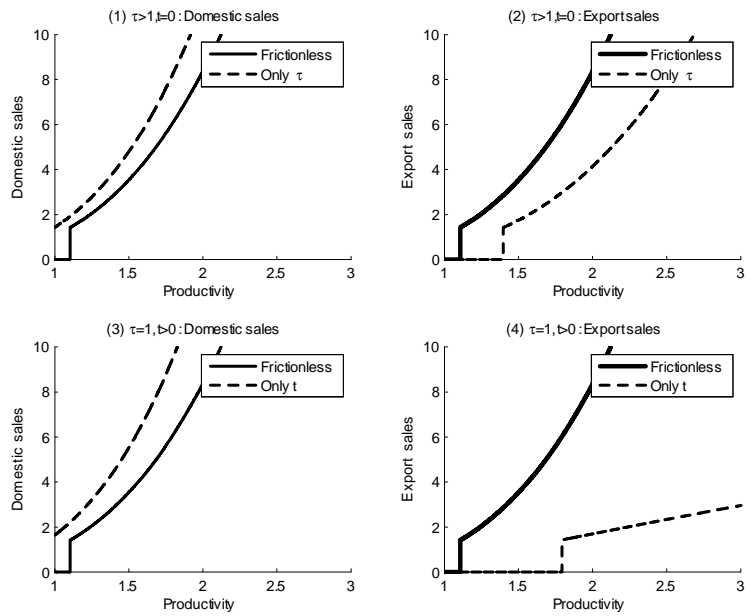 (1) τ>1,t=0: Domestic sales
Frictionless
Only τ
10
8
6
4
2
0
Domestic sales
1 1.5 2 2.5 3
Productivity
(2) τ>1,t=0: Export sales
Frictionless
Only τ
10
8
6
4
2
0
Export sales
1 1.5 2 2.5 3
Productivity
(3) τ=1, t>0: Domestic sales
Frictionless
Only t
10
8
6
4
2
0
Domestic sales
1 1.5 2 2.5 3
Productivity
(4) τ=1, t>0: Export sales
Frictionless
Only t
10
8
6
4
2
0
Export sales
1 1.5 2 2.5 3
Productivity